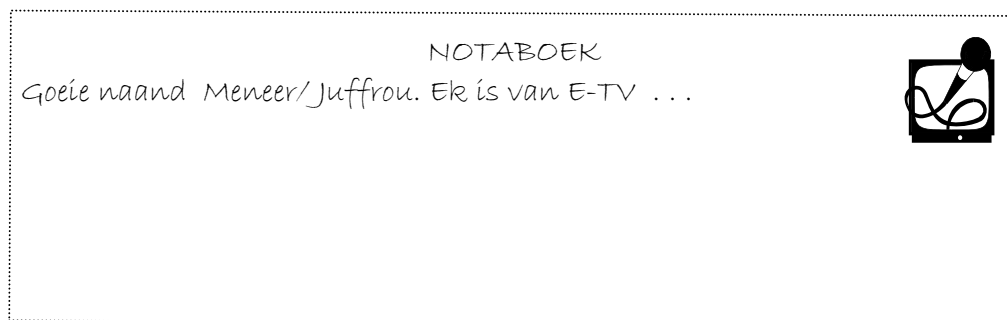 NOTABOEK
Goeie naand Meneer/Juffrou. Ek is van E-TV ...